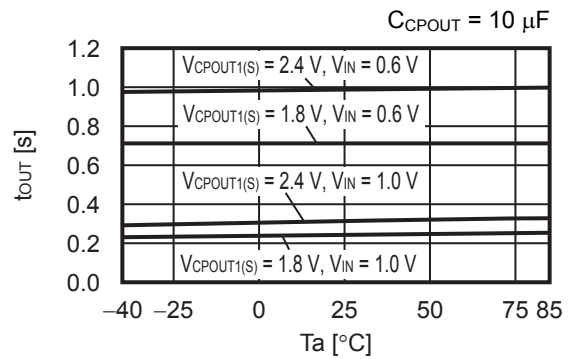 CCPOUT = 10 μF
1.2
1.0
0.8
0.6
0.4
0.2
0.0
tOUT [s]
VCPOUT1(S) = 2.4 V, VIN = 0.6 V
VCPOUT1(S) = 1.8 V, VIN = 0.6 V
VCPOUT1(S) = 2.4 V, VIN = 1.0 V
VCPOUT1(S) = 1.8 V, VIN = 1.0 V
−40 −25 0 25 50 75 85
Ta [°C]